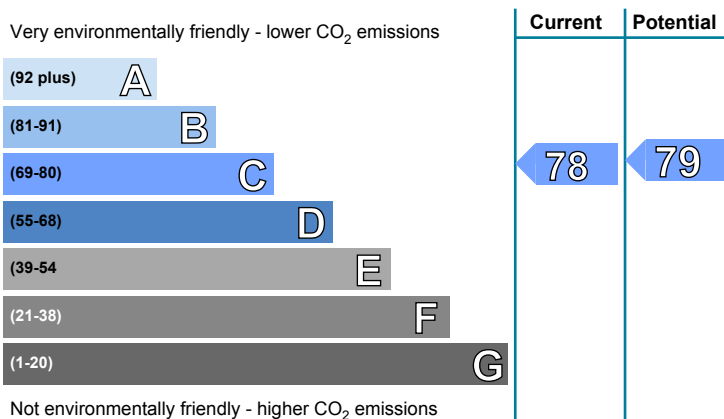 Very environmentally friendly - lower CO2 emissions
Current
Potential
(92 plus) A
(81-91) B
(69-80) C
78
79
(55-68) D
(39-54 E
(21-38) F
(1-20) G
Not environmentally friendly - higher CO2 emissions